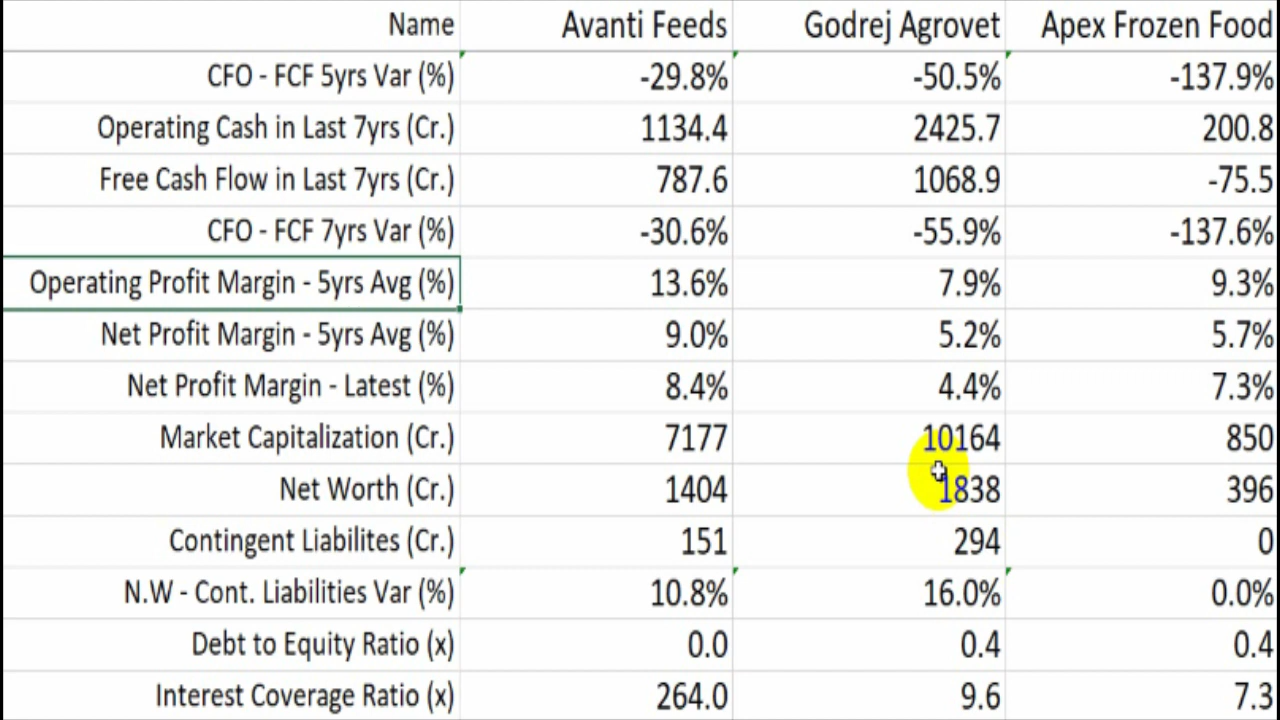 Name Avanti Feeds Godrej Agrovet Apex Frozen Food
CFO - FCF 5yrs Var (%) -29.8% -50.5% -137.9%
Operating Cash in Last 7yrs (Cr.) 1134.4 2425.7 200.8
Free Cash Flow in Last 7yrs (Cr.) 787.6 1068.9 -75.5
CFO - FCF 7yrs Var (%) -30.6% -55.9% -137.6%
Operating Profit Margin - 5yrs Avg (%) 13.6% 7.9% 9.3%
Net Profit Margin - 5yrs Avg (%) 9.0% 5.2% 5.7%
Net Profit Margin - Latest (%) 8.4% 4.4% 7.3%
Market Capitalization (Cr.) 7177 10164 850
Net Worth (Cr.) 1404 1838 396
Contingent Liabilites (Cr.) 151 294 0
N.W - Cont. Liabilities Var (%) 10.8% 16.0% 0.0%
Debt to Equity Ratio (x) 0.0 0.4 0.4
Interest Coverage Ratio (x) 264.0 9.6 7.3